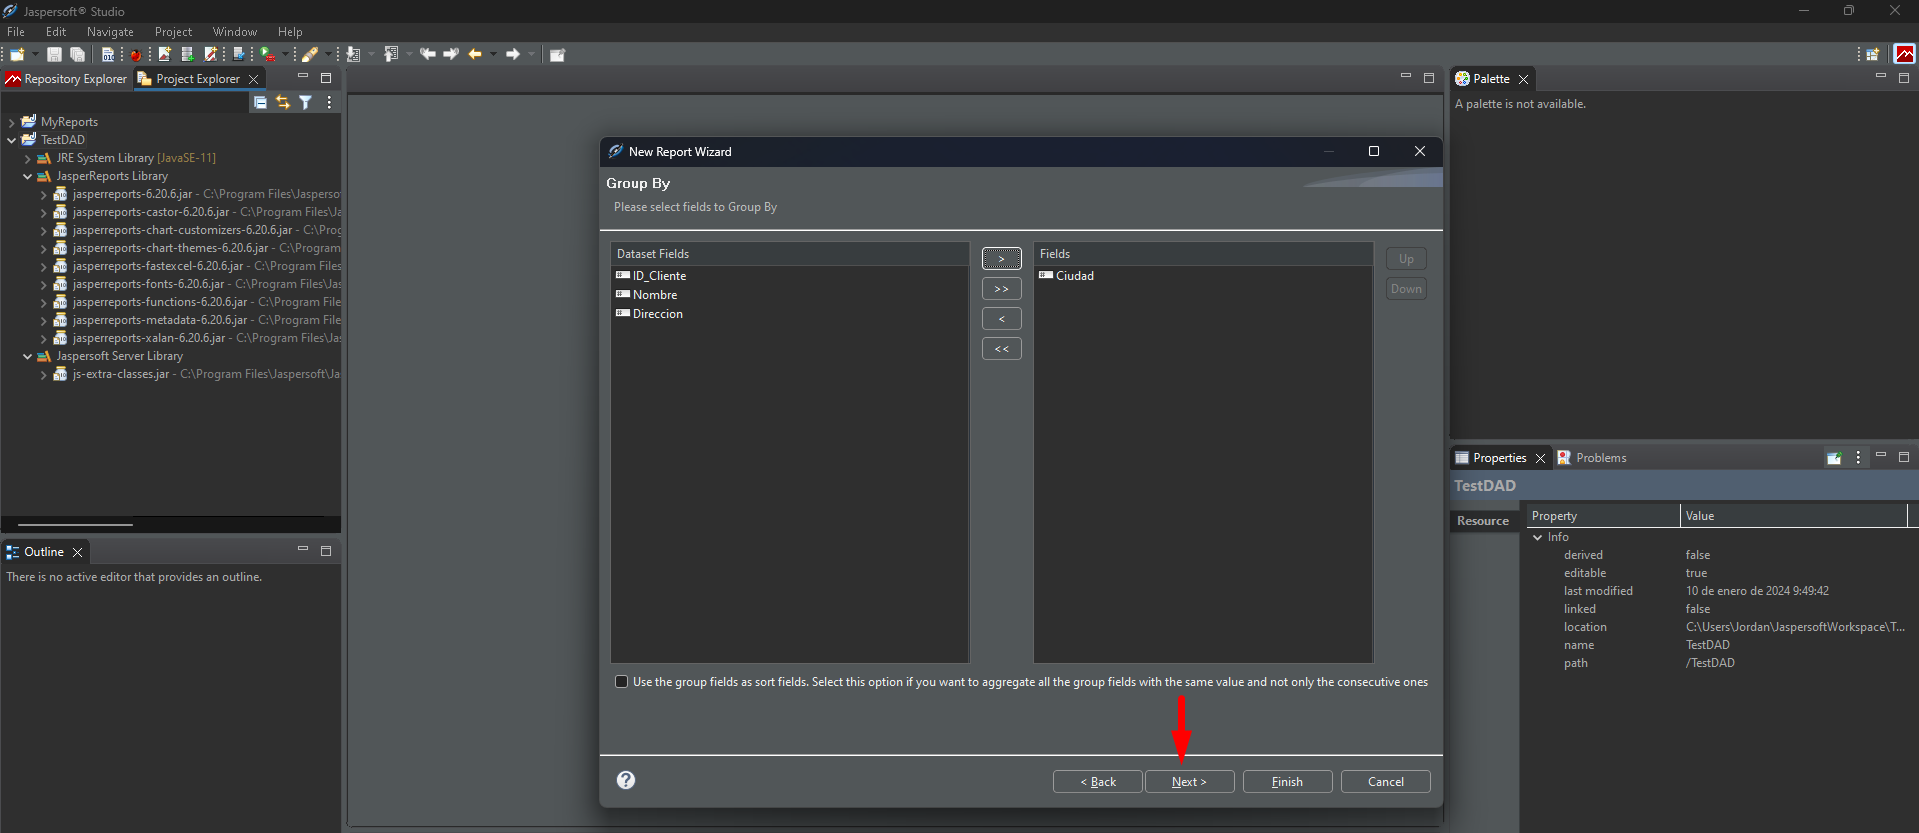 Jaspersoft® Studio
File Edit Navigate Project Window Help
Repository Explorer Project Explorer
MyReports
TestDAD
JRE System Library [JavaSE-11]
JasperReports Library
jasperreports-6.20.6.jar - C:\Program Files\Jasperso
jasperreports-castor-6.20.6.jar - C:\Program Files\Ja
jasperreports-chart-customizers-6.20.6.jar - C:\Prog
jasperreports-chart-themes-6.20.6.jar - C:\Program
jasperreports-fastexcel-6.20.6.jar - C:\Program Files
jasperreports-fonts-6.20.6.jar - C:\Program Files\Jas
jasperreports-functions-6.20.6.jar - C:\Program File
jasperreports-metadata-6.20.6.jar - C:\Program File
jasperreports-xalan-6.20.6.jar - C:\Program Files\Jas
Jaspersoft Server Library
js-extra-classes.jar - C:\Program Files\Jaspersoft\Ja
Outline
There is no active editor that provides an outline.
New Report Wizard
Group By
Please select fields to Group By
Dataset Fields
ID_Cliente
Nombre
Direccion
>
>>
<
<<
Fields
Ciudad
Up
Down
Use the group fields as sort fields. Select this option if you want to aggregate all the group fields with the same value and not only the consecutive ones
? < Back Next > Finish Cancel
Palette
A palette is not available.
Properties Problems
TestDAD
Resource
Property Value
Info
derived false
editable true
last modified 10 de enero de 2024 9:49:42
linked false
location C:\Users\Jordan\JaspersoftWorkspace\T...
name TestDAD
path /TestDAD